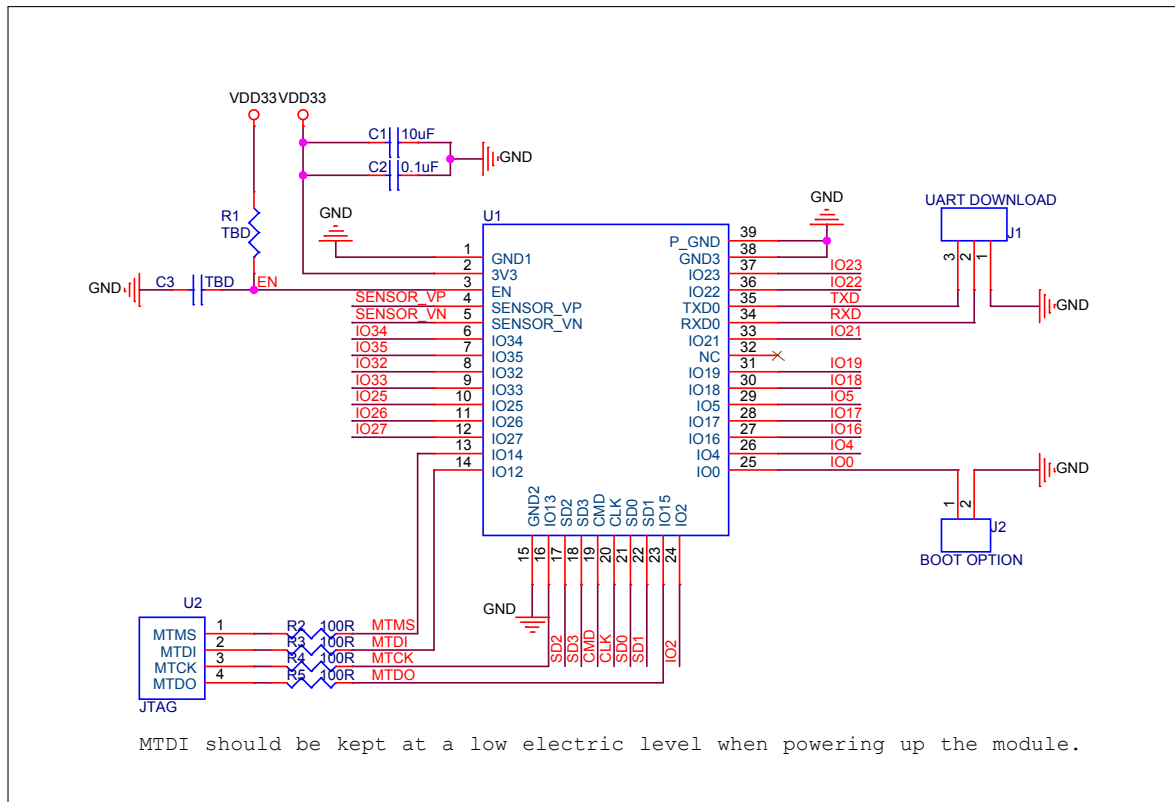 VDD33 VDD33
C1 10uF
GND
C2 0.1uF
R1
TBD
GND
U1
GND C3 TBD EN
1 GND1
2 3V3
3 EN
SENSOR_VP 4 SENSOR_VP
SENSOR_VN 5 SENSOR_VN
IO34 6 IO34
IO35 7 IO35
IO32 8 IO32
IO33 9 IO33
IO25 10 IO25
IO26 11 IO26
IO27 12 IO27
13 IO14
14 IO12
GND
P_GND 39
GND3 38
IO23 37 IO23
IO22 36 IO22
TXD0 35 TXD
RXD0 34 RXD
IO21 33 IO21
NC 32
IO19 31 IO19
IO18 30 IO18
IO5 29 IO5
IO17 28 IO17
IO16 27 IO16
IO4 26 IO4
IO0 25 IO0
UART DOWNLOAD
J1
3 2 1
GND
GND
1 2
J2
BOOT OPTION
GND2 IO13 SD2 SD3 CMD CLK SD0 SD1 IO15 IO2
15 16 17 18 19 20 21 22 23 24
GND
SD2 SD3 CMD CLK SD0 SD1 IO2
U2
MTMS 1 R2 100R MTMS
MTDI 2 R3 100R MTDI
MTCK 3 R4 100R MTCK
MTDO 4 R5 100R MTDO
JTAG
MTDI should be kept at a low electric level when powering up the module.